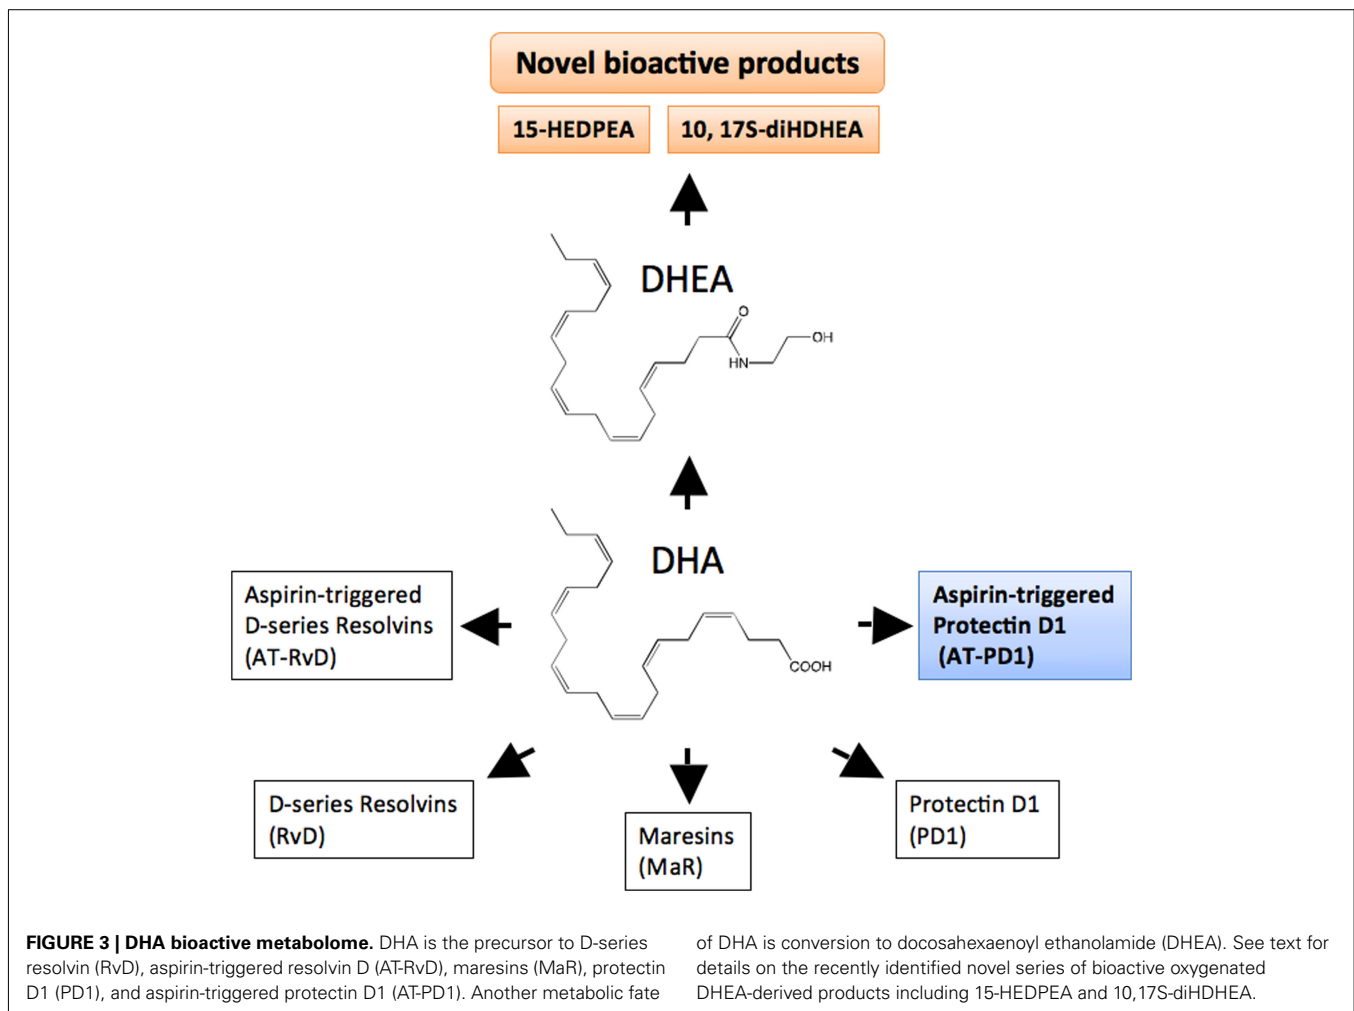 Novel bioactive products
15-HEDPEA
10, 17S-diHDHEA
DHEA
O
OH
HN
DHA
COOH
Aspirin-triggered
D-series Resolvins
(AT-RvD)
Aspirin-triggered
Protectin D1
(AT-PD1)
D-series Resolvins
(RvD)
Maresins
(MaR)
Protectin D1
(PD1)
FIGURE 3 | DHA bioactive metabolome. DHA is the precursor to D-series
resolvin (RvD), aspirin-triggered resolvin D (AT-RvD), maresins (MaR), protectin
D1 (PD1), and aspirin-triggered protectin D1 (AT-PD1). Another metabolic fate
of DHA is conversion to docosahexaenoyl ethanolamide (DHEA). See text for
details on the recently identified novel series of bioactive oxygenated
DHEA-derived products including 15-HEDPEA and 10,17S-diHDHEA.